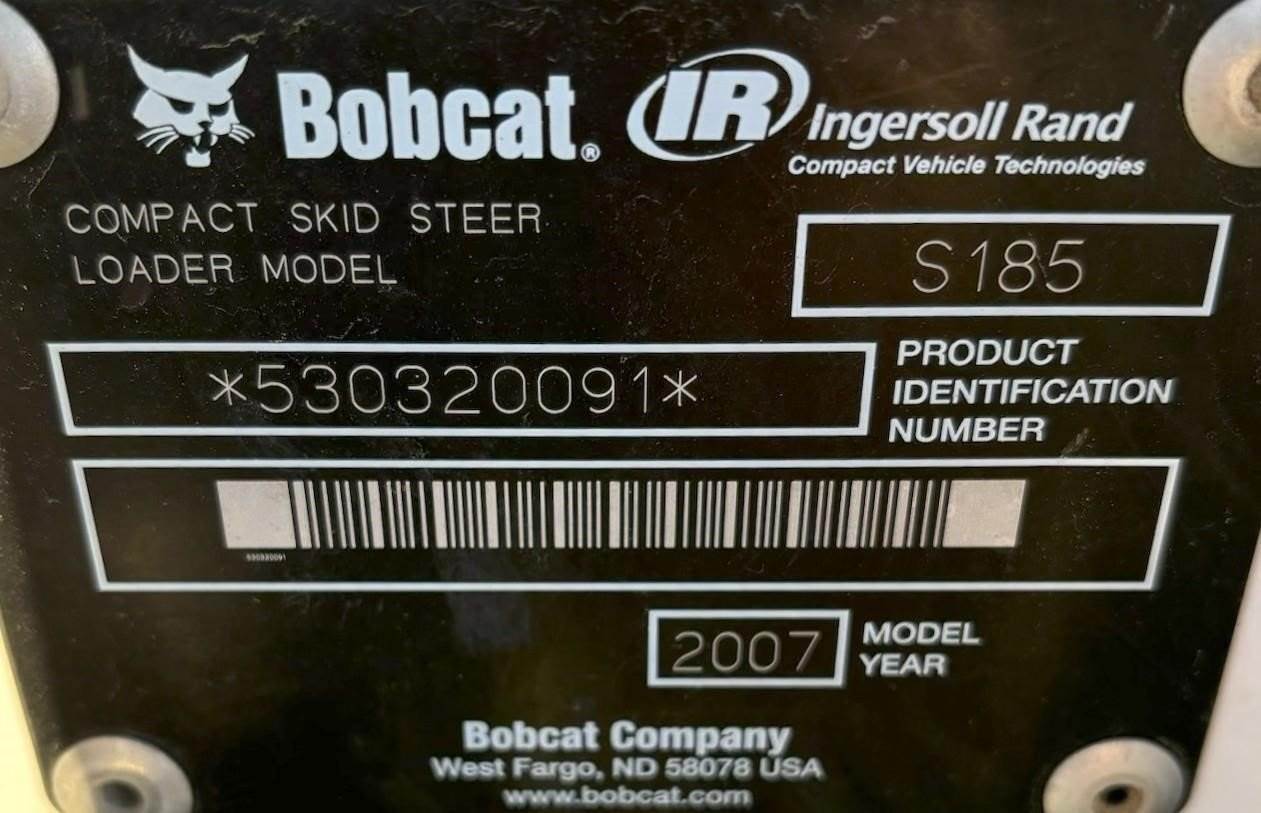 Bobcat®
IR Ingersoll Rand
Compact Vehicle Technologies
COMPACT SKID STEER
LOADER MODEL
S185
*530320091*
PRODUCT
IDENTIFICATION
NUMBER
530320091
2007
MODEL
YEAR
Bobcat Company
West Fargo, ND 58078 USA
www.bobcat.com